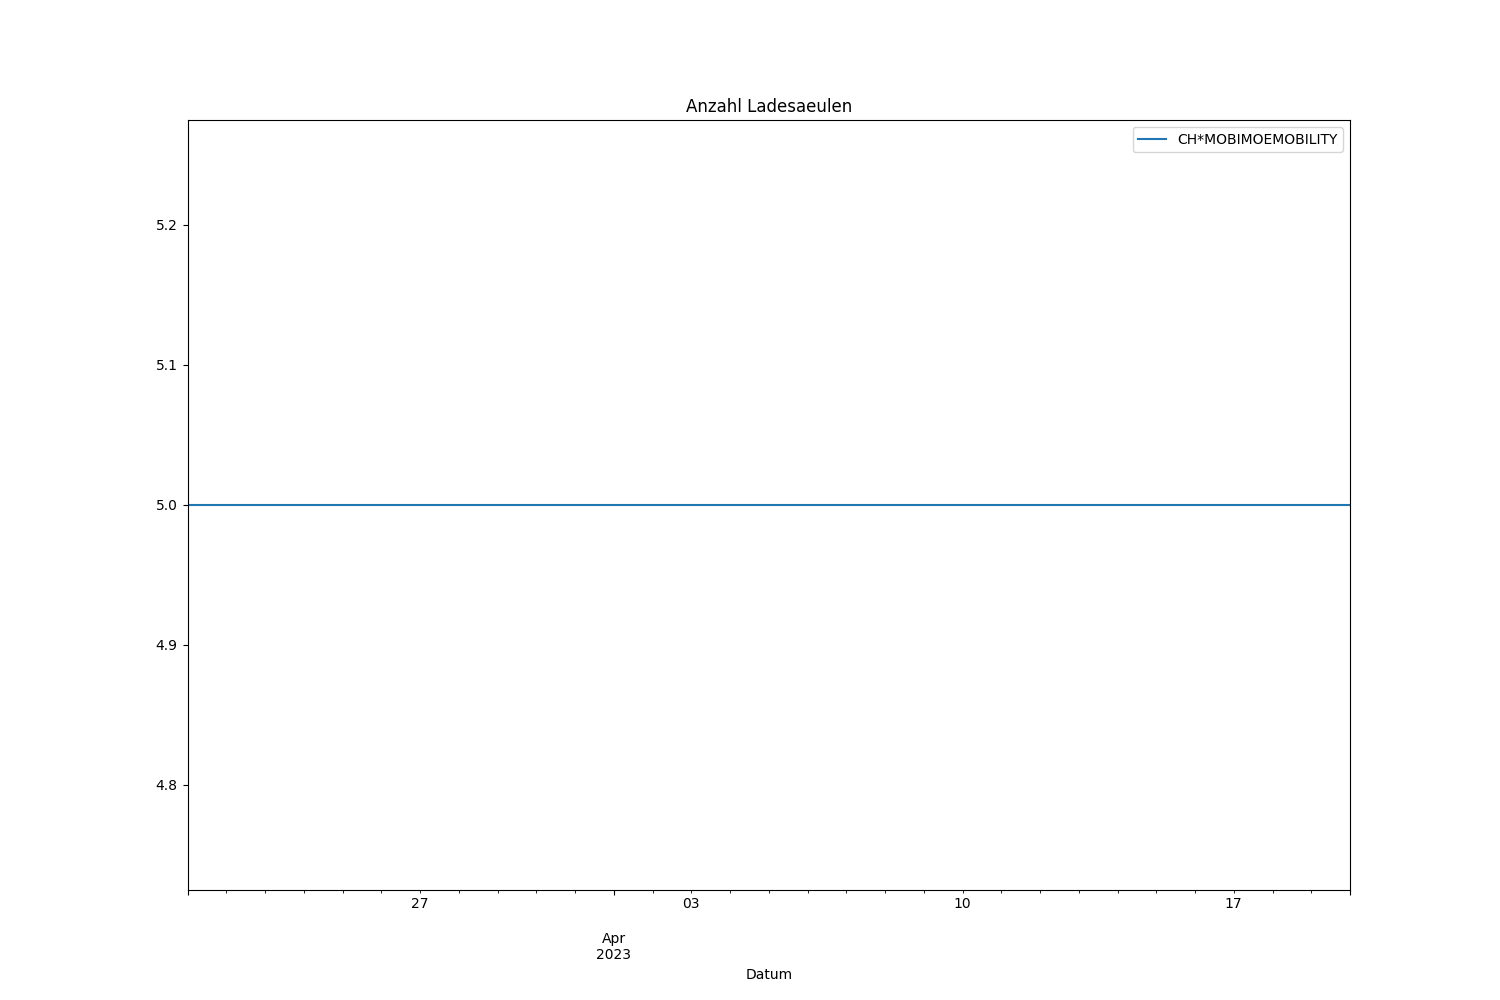 Anzahl Ladesaeulen
CH*MOBIMOEMOBILITY
5.2
5.1
5.0
4.9
4.8
27
03
10
17
Apr
2023
Datum